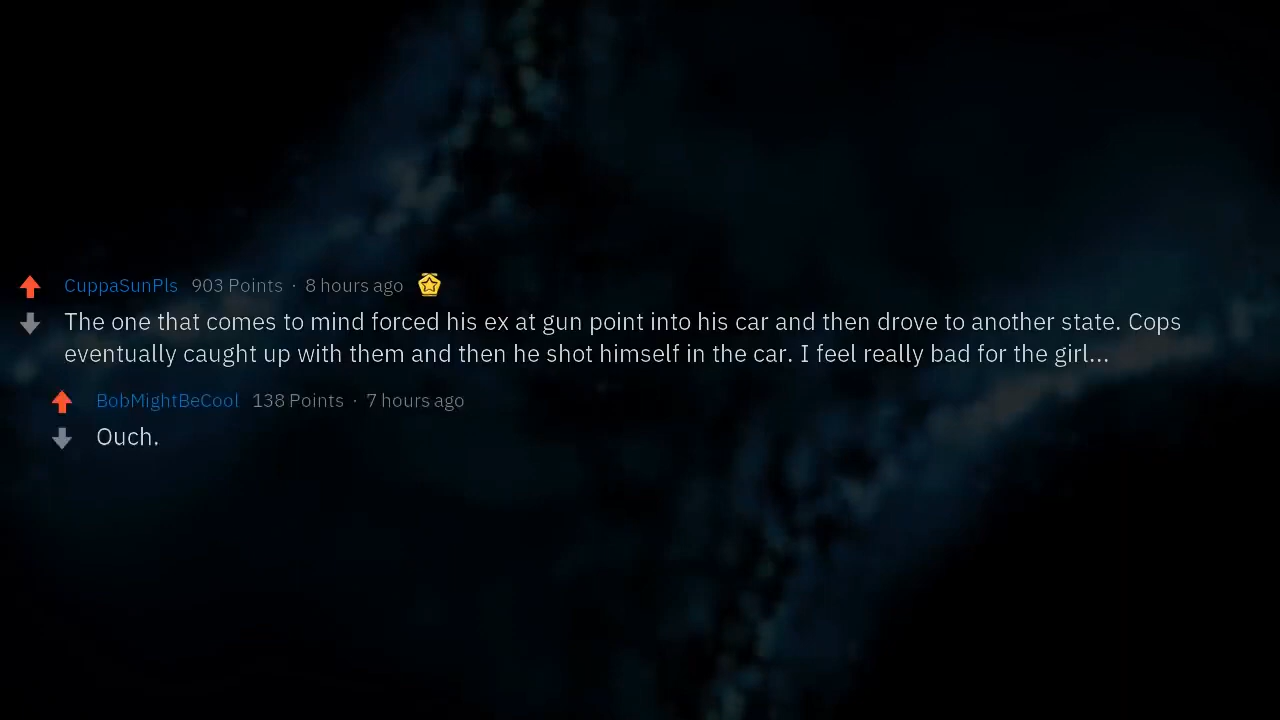 CuppaSunPls 903 Points · 8 hours ago
The one that comes to mind forced his ex at gun point into his car and then drove to another state. Cops
eventually caught up with them and then he shot himself in the car. I feel really bad for the girl...
BobMightBeCool 138 Points · 7 hours ago
Ouch.